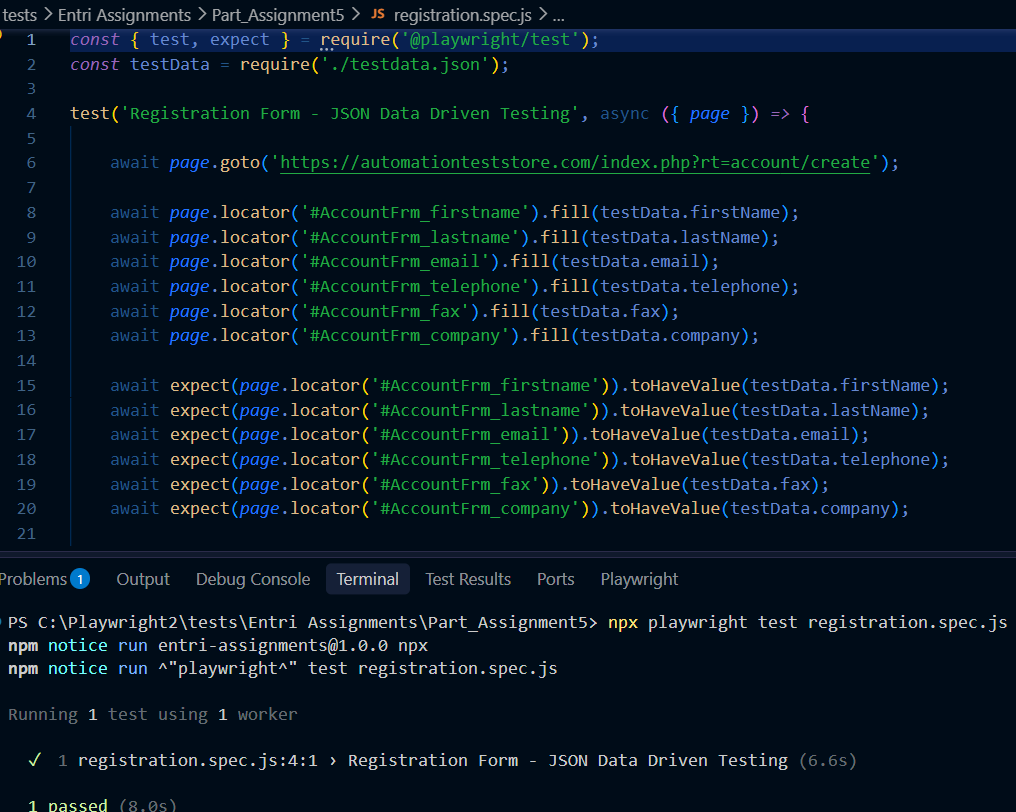 tests > Entri Assignments > Part_Assignment5 > JS registration.spec.js > ...
1 const { test, expect } = require('@playwright/test');
2 const testData = require('./testdata.json');
3
4 test('Registration Form - JSON Data Driven Testing', async ({ page }) => {
5
6 await page.goto('https://automationteststore.com/index.php?rt=account/create');
7
8 await page.locator('#AccountFrm_firstname').fill(testData.firstName);
9 await page.locator('#AccountFrm_lastname').fill(testData.lastName);
10 await page.locator('#AccountFrm_email').fill(testData.email);
11 await page.locator('#AccountFrm_telephone').fill(testData.telephone);
12 await page.locator('#AccountFrm_fax').fill(testData.fax);
13 await page.locator('#AccountFrm_company').fill(testData.company);
14
15 await expect(page.locator('#AccountFrm_firstname')).toHaveValue(testData.firstName);
16 await expect(page.locator('#AccountFrm_lastname')).toHaveValue(testData.lastName);
17 await expect(page.locator('#AccountFrm_email')).toHaveValue(testData.email);
18 await expect(page.locator('#AccountFrm_telephone')).toHaveValue(testData.telephone);
19 await expect(page.locator('#AccountFrm_fax')).toHaveValue(testData.fax);
20 await expect(page.locator('#AccountFrm_company')).toHaveValue(testData.company);
21
Problems 1 Output Debug Console Terminal Test Results Ports Playwright
PS C:\Playwright2\tests\Entri Assignments\Part_Assignment5> npx playwright test registration.spec.js
npm notice run entri-assignments@1.0.0 npx
npm notice run ^"playwright^" test registration.spec.js
Running 1 test using 1 worker
✓ 1 registration.spec.js:4:1 › Registration Form - JSON Data Driven Testing (6.6s)
1 passed (8.0s)